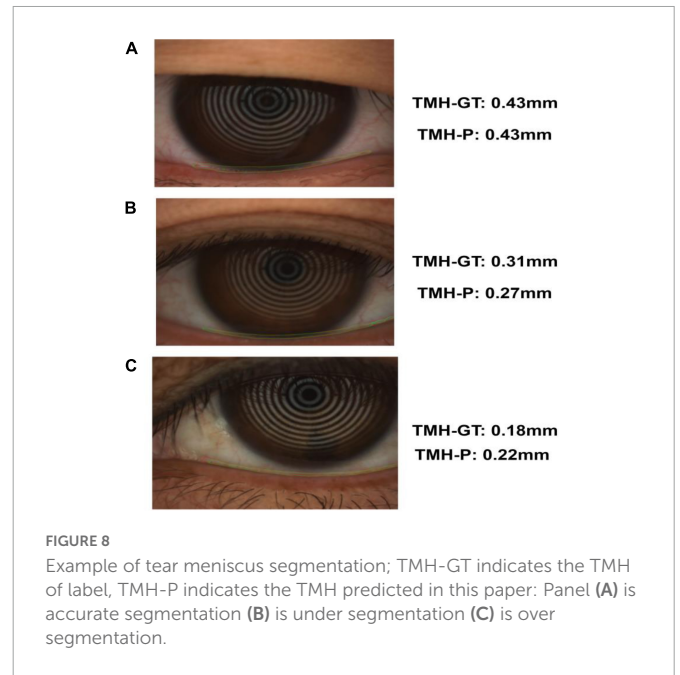 A
TMH-GT: 0.43mm
TMH-P: 0.43mm
B
TMH-GT: 0.31mm
TMH-P: 0.27mm
C
TMH-GT: 0.18mm
TMH-P: 0.22mm
FIGURE 8
Example of tear meniscus segmentation; TMH-GT indicates the TMH
of label, TMH-P indicates the TMH predicted in this paper: Panel (A) is
accurate segmentation (B) is under segmentation (C) is over
segmentation.